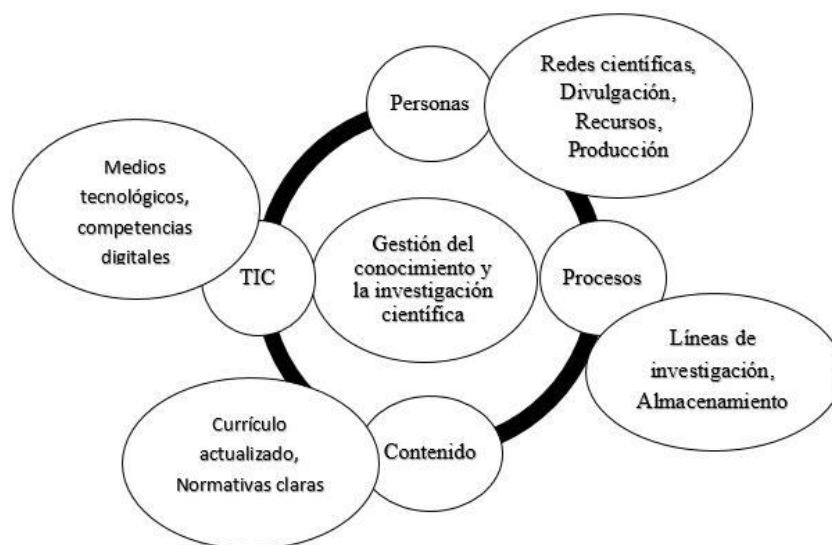 Personas
Redes científicas,
Divulgación,
Recursos,
Producción
Medios
tecnológicos,
competencias
digitales
TIC
Gestión del
conocimiento y
la investigación
científica
Procesos
Líneas de
investigación,
Almacenamiento
Currículo
actualizado,
Normativas claras
Contenido